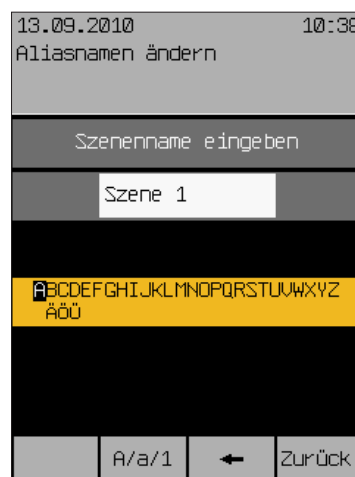 13.09.2010 10:38
Aliasnamen ändern
Szenenname eingeben
Szene 1
ABCDEFGHIJKLMNOPQRSTUVWXYZ
ÄÖÜ
A/a/1 ← Zurück